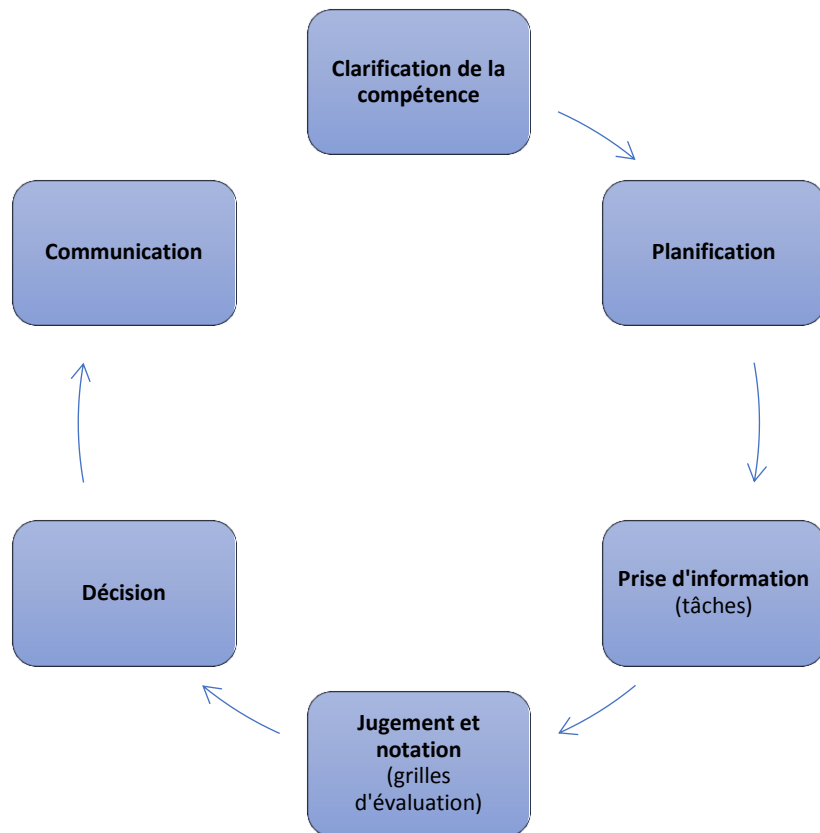 Clarification de la
compétence
Planification
Prise d'information
(tâches)
Jugement et
notation
(grilles
d'évaluation)
Décision
Communication